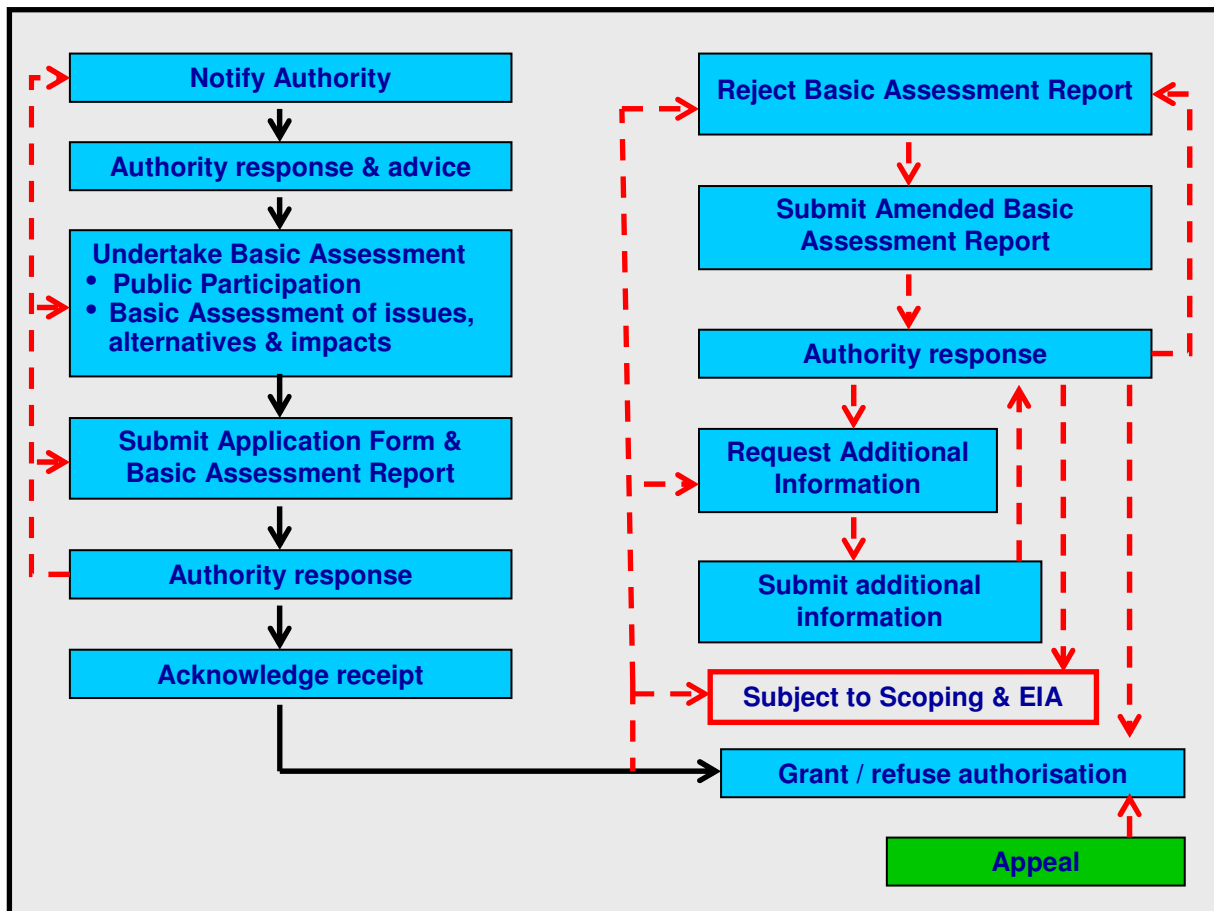 Notify Authority
Authority response & advice
Undertake Basic Assessment
• Public Participation
• Basic Assessment of issues,
alternatives & impacts
Submit Application Form &
Basic Assessment Report
Authority response
Acknowledge receipt
Reject Basic Assessment Report
Submit Amended Basic
Assessment Report
Authority response
Request Additional
Information
Submit additional
information
Subject to Scoping & EIA
Grant / refuse authorisation
Appeal